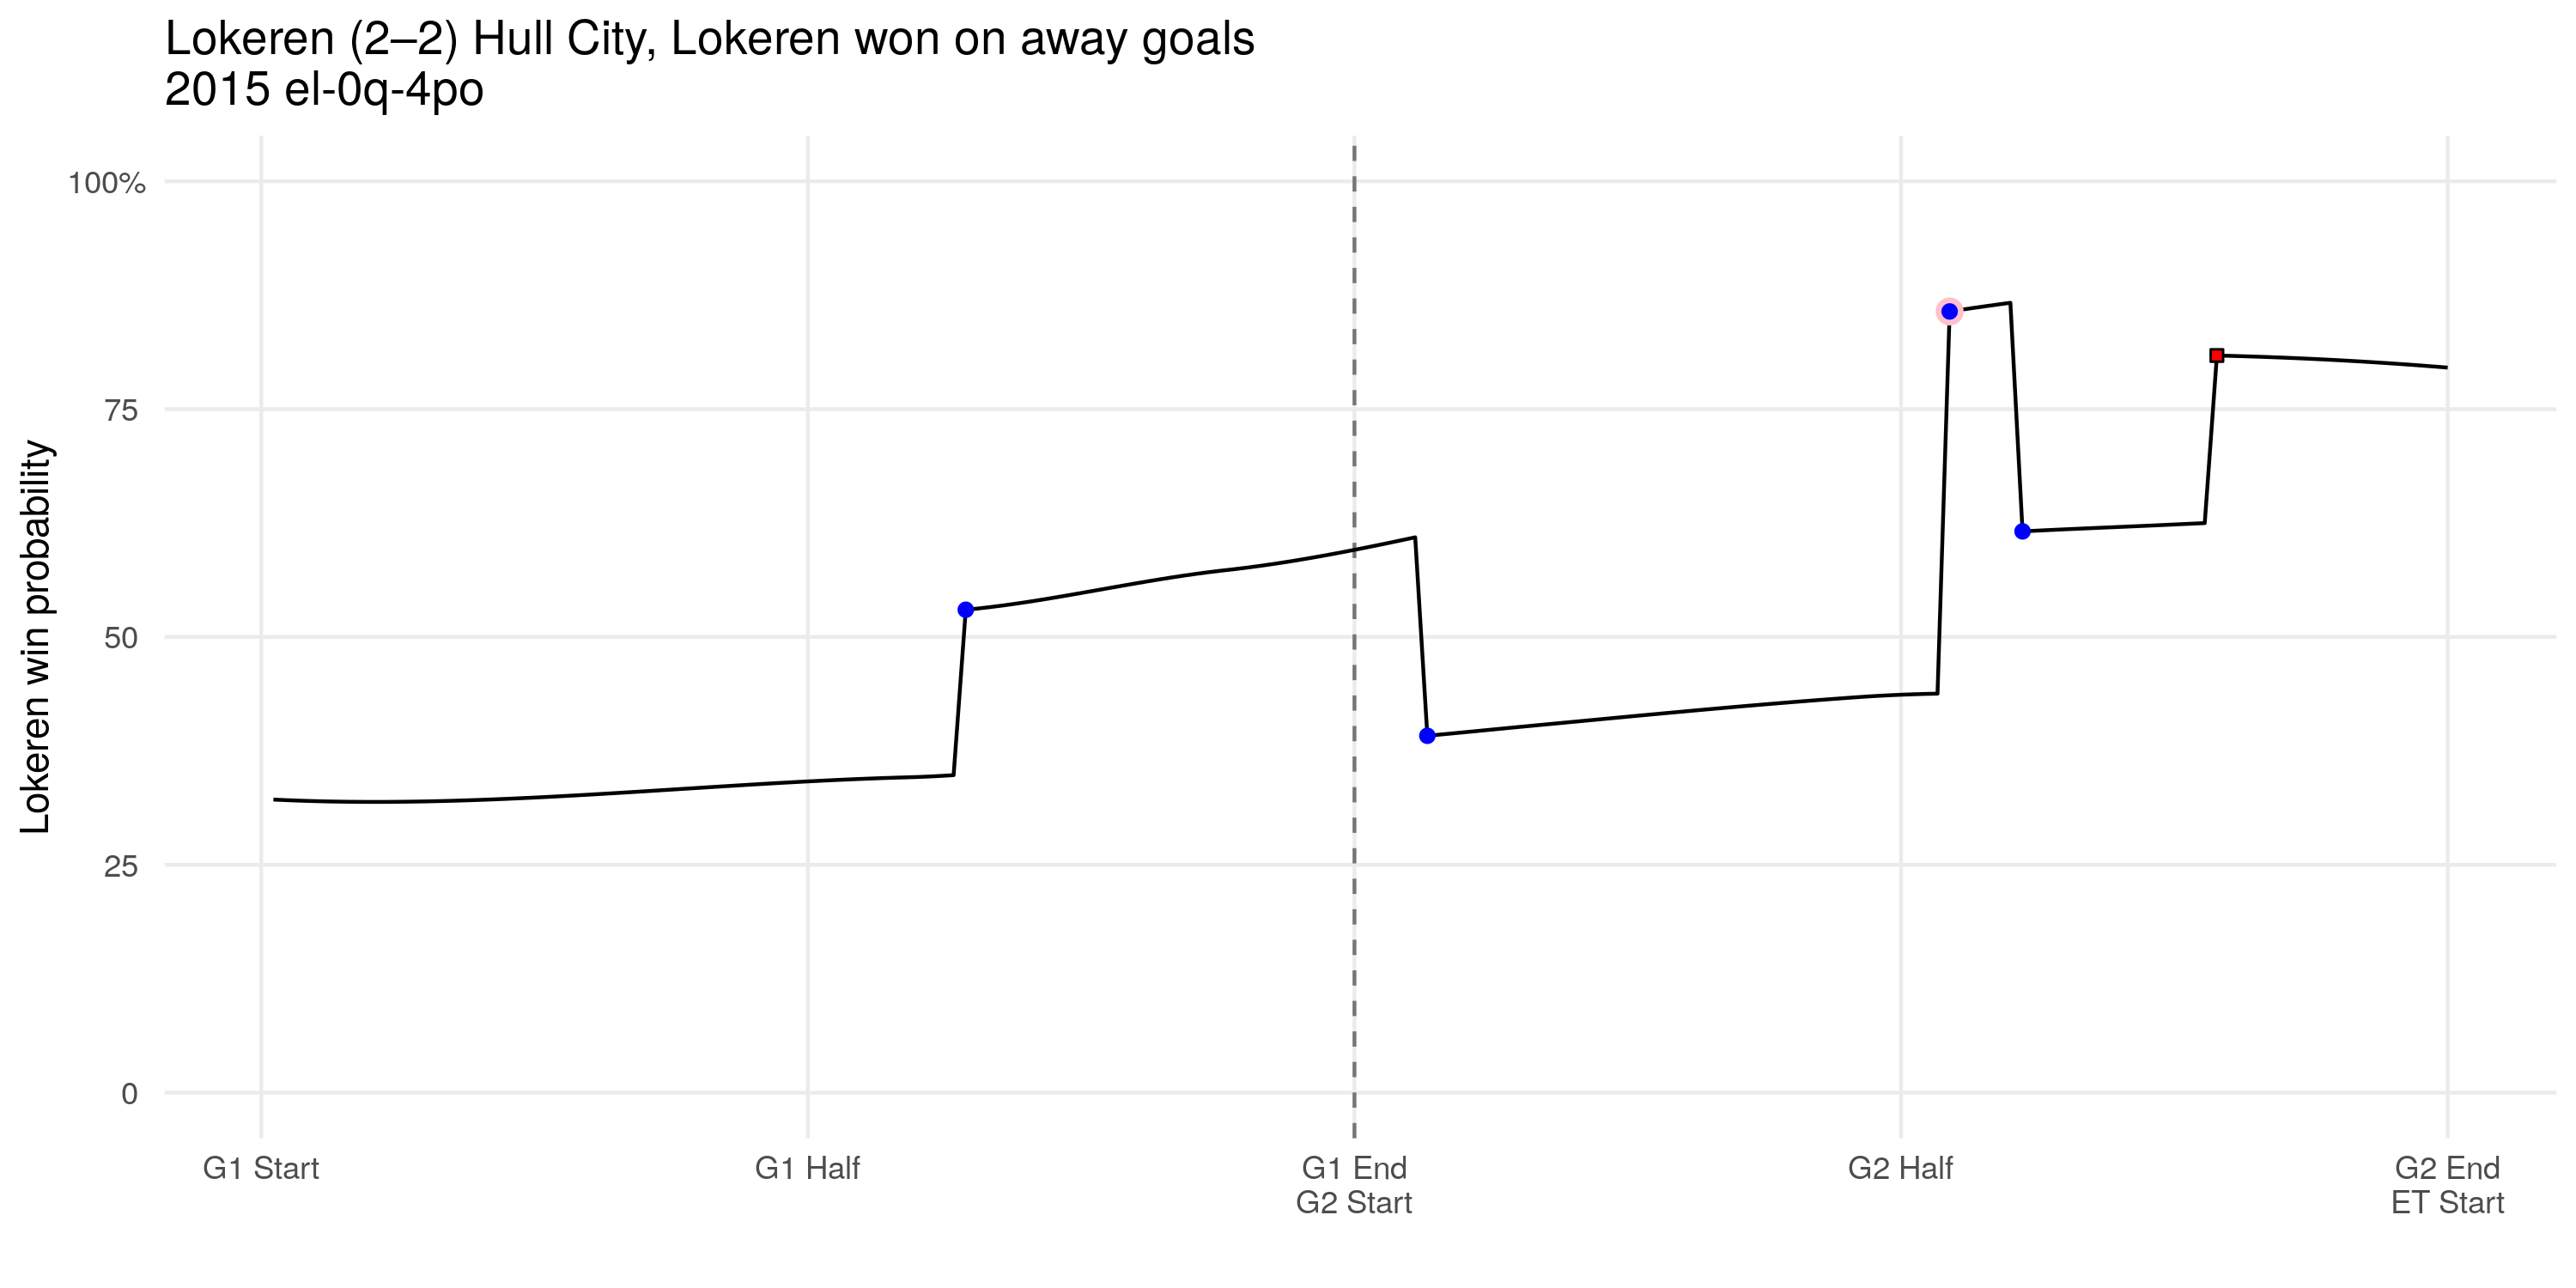 Lokeren (2–2) Hull City, Lokeren won on away goals
2015 el-0q-4po
Lokeren win probability
100%
75
50
25
0
G1 Start
G1 Half
G1 End
G2 Start
G2 Half
G2 End
ET Start